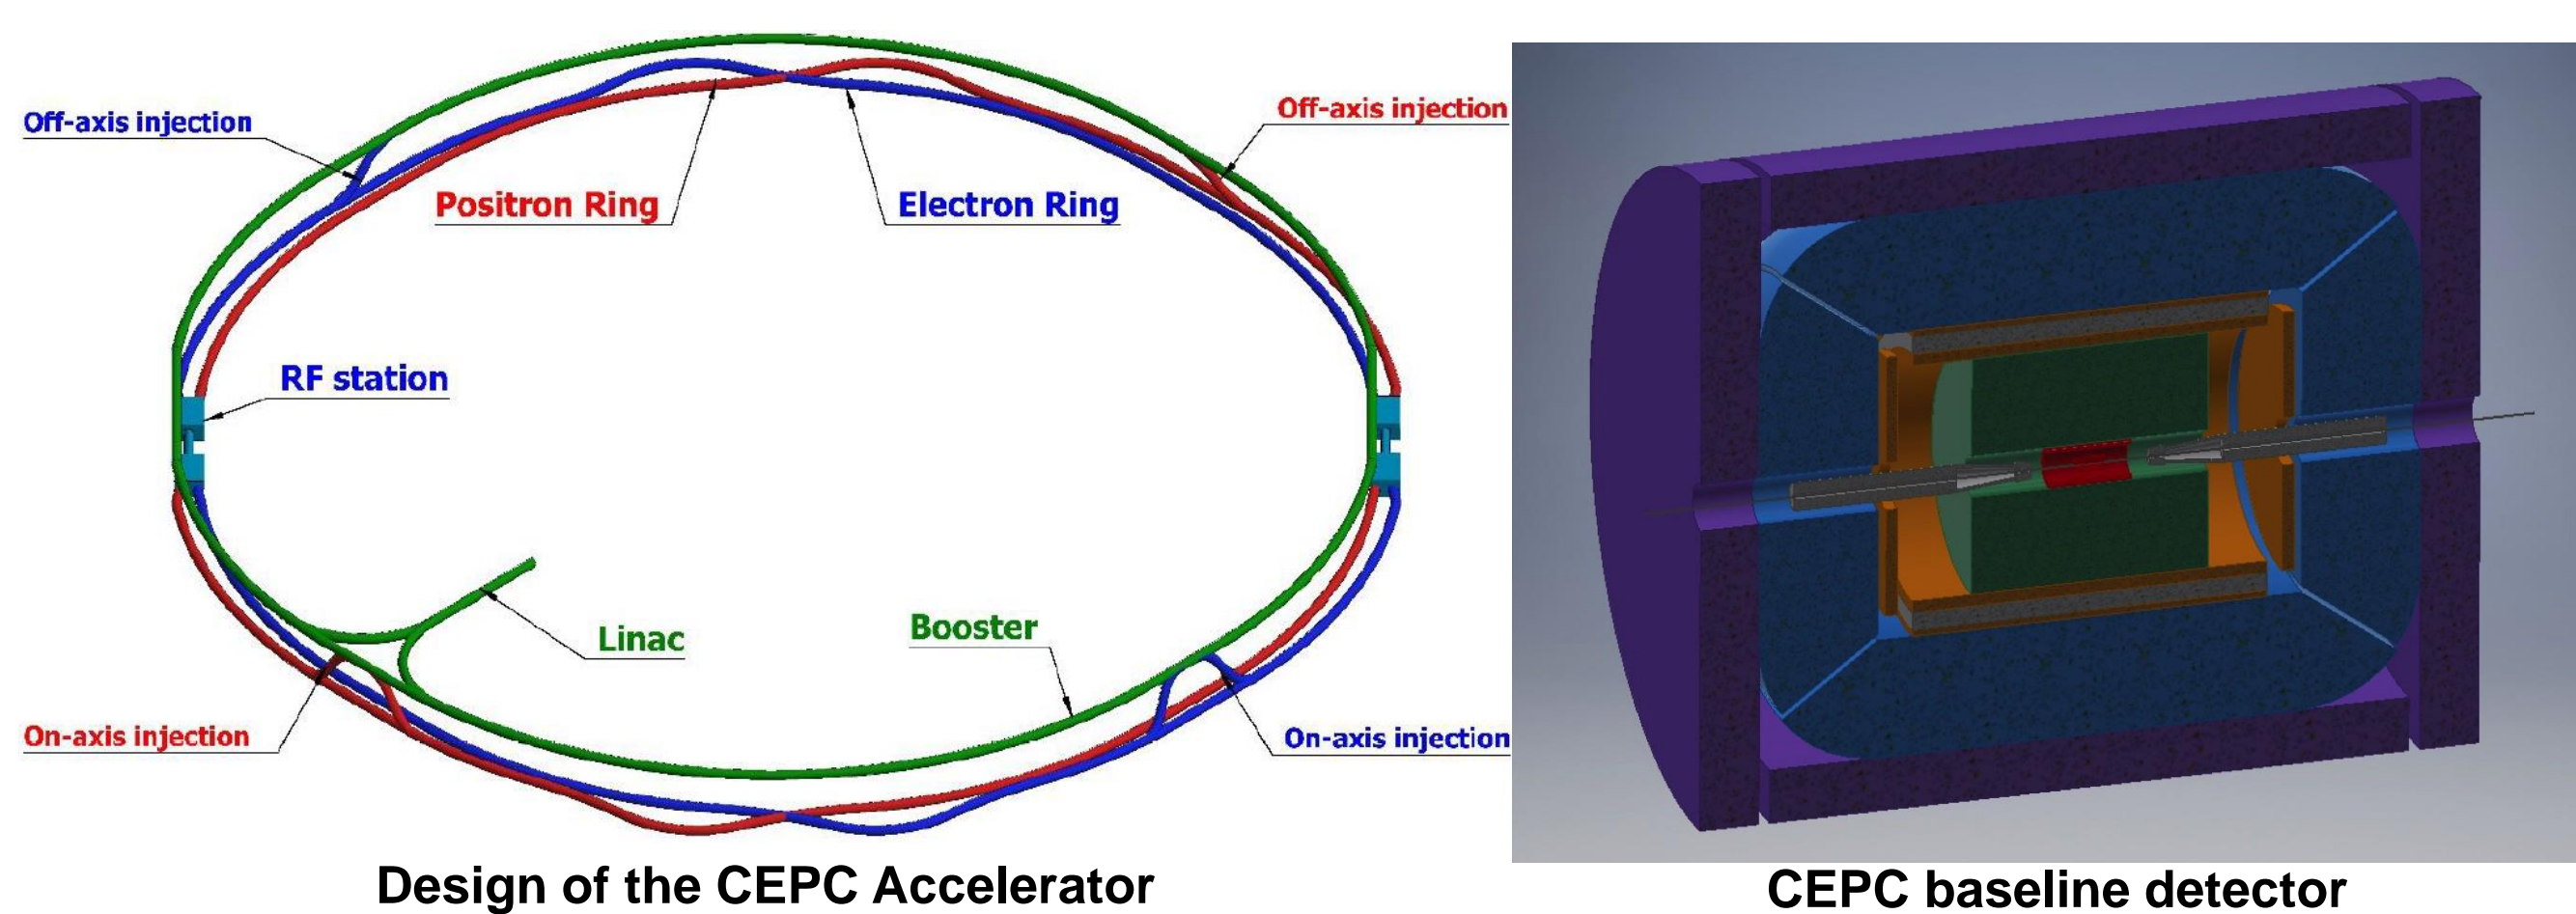 Off-axis injection
Off-axis injection
Positron Ring
Electron Ring
RF station
Linac
Booster
On-axis injection
On-axis injection
Design of the CEPC Accelerator
CEPC baseline detector